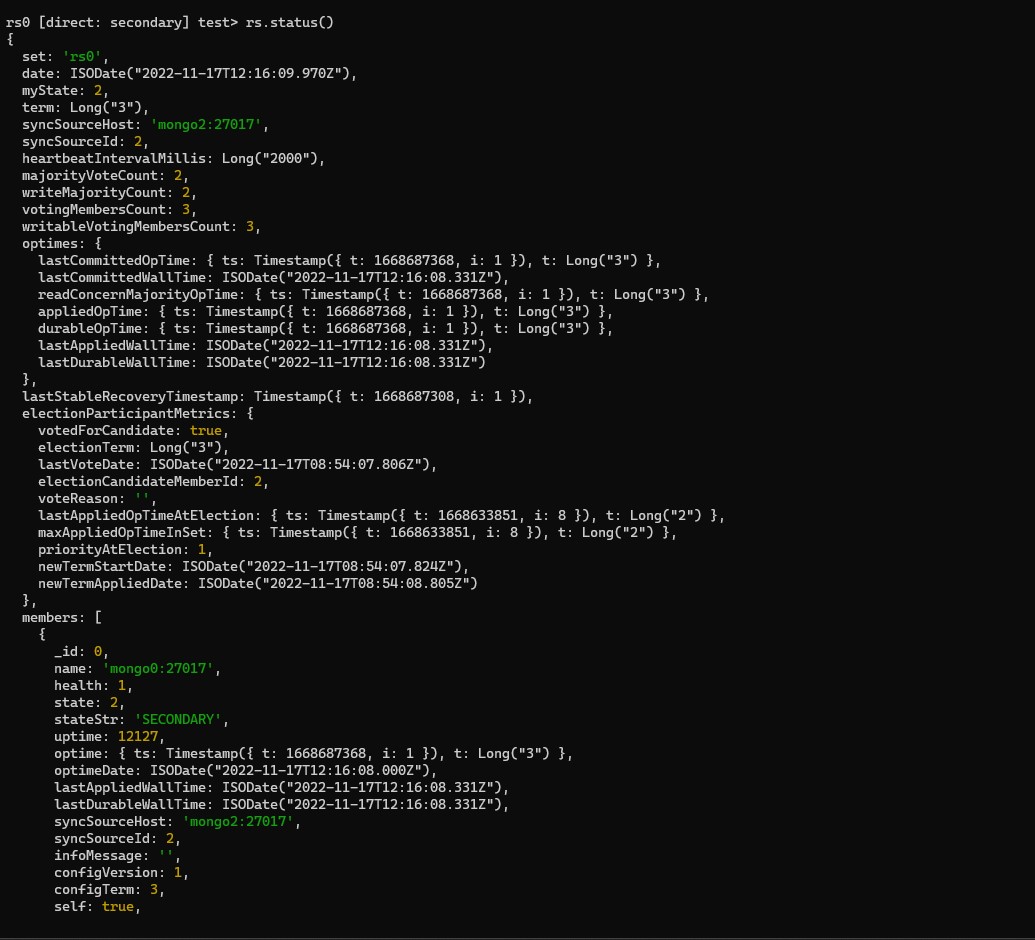 rs0 [direct: secondary] test> rs.status()
{
  set: 'rs0',
  date: ISODate("2022-11-17T12:16:09.970Z"),
  myState: 2,
  term: Long("3"),
  syncSourceHost: 'mongo2:27017',
  syncSourceId: 2,
  heartbeatIntervalMillis: Long("2000"),
  majorityVoteCount: 2,
  writeMajorityCount: 2,
  votingMembersCount: 3,
  writableVotingMembersCount: 3,
  optimes: {
    lastCommittedOpTime: { ts: Timestamp({ t: 1668687368, i: 1 }), t: Long("3") },
    lastCommittedWallTime: ISODate("2022-11-17T12:16:08.331Z"),
    readConcernMajorityOpTime: { ts: Timestamp({ t: 1668687368, i: 1 }), t: Long("3") },
    appliedOpTime: { ts: Timestamp({ t: 1668687368, i: 1 }), t: Long("3") },
    durableOpTime: { ts: Timestamp({ t: 1668687368, i: 1 }), t: Long("3") },
    lastAppliedWallTime: ISODate("2022-11-17T12:16:08.331Z"),
    lastDurableWallTime: ISODate("2022-11-17T12:16:08.331Z")
  },
  lastStableRecoveryTimestamp: Timestamp({ t: 1668687308, i: 1 }),
  electionParticipantMetrics: {
    votedForCandidate: true,
    electionTerm: Long("3"),
    lastVoteDate: ISODate("2022-11-17T08:54:07.806Z"),
    electionCandidateMemberId: 2,
    voteReason: '',
    lastAppliedOpTimeAtElection: { ts: Timestamp({ t: 1668633851, i: 8 }), t: Long("2") },
    maxAppliedOpTimeInSet: { ts: Timestamp({ t: 1668633851, i: 8 }), t: Long("2") },
    priorityAtElection: 1,
    newTermStartDate: ISODate("2022-11-17T08:54:07.824Z"),
    newTermAppliedDate: ISODate("2022-11-17T08:54:08.805Z")
  },
  members: [
    {
      _id: 0,
      name: 'mongo0:27017',
      health: 1,
      state: 2,
      stateStr: 'SECONDARY',
      uptime: 12127,
      optime: { ts: Timestamp({ t: 1668687368, i: 1 }), t: Long("3") },
      optimeDate: ISODate("2022-11-17T12:16:08.000Z"),
      lastAppliedWallTime: ISODate("2022-11-17T12:16:08.331Z"),
      lastDurableWallTime: ISODate("2022-11-17T12:16:08.331Z"),
      syncSourceHost: 'mongo2:27017',
      syncSourceId: 2,
      infoMessage: '',
      configVersion: 1,
      configTerm: 3,
      self: true,